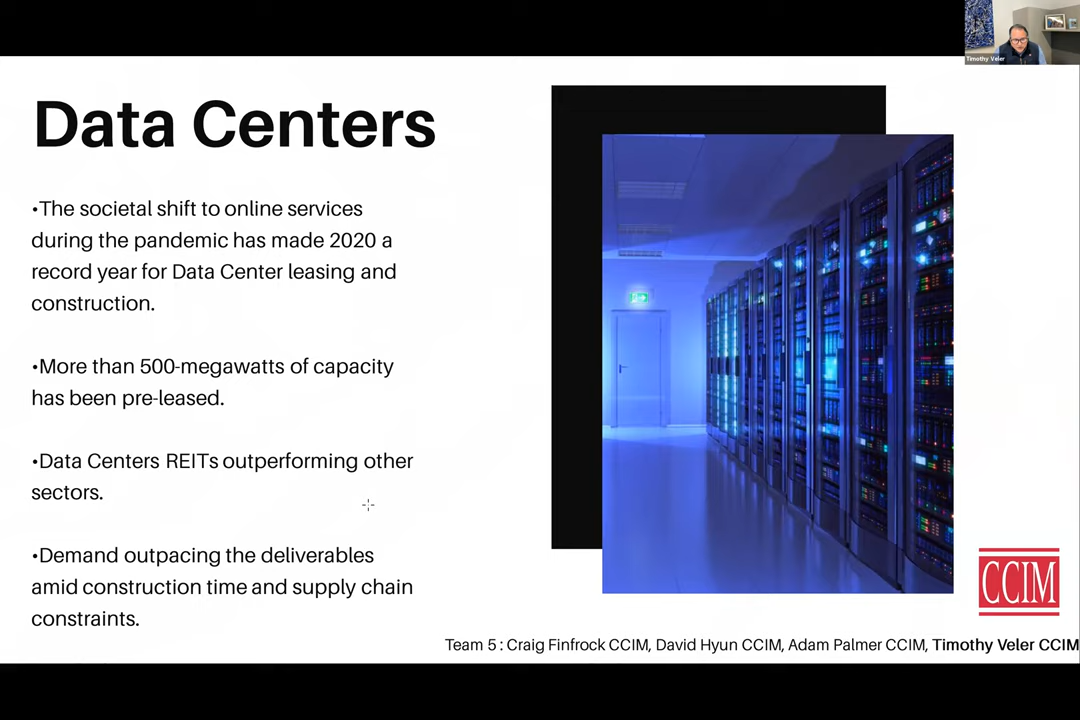 Timothy Veler
Data Centers
•The societal shift to online services
during the pandemic has made 2020 a
record year for Data Center leasing and
construction.
•More than 500-megawatts of capacity
has been pre-leased.
•Data Centers REITs outperforming other
sectors.
•Demand outpacing the deliverables
amid construction time and supply chain
constraints.
CCIM
Team 5 : Craig Finfrock CCIM, David Hyun CCIM, Adam Palmer CCIM, Timothy Veler CCIM